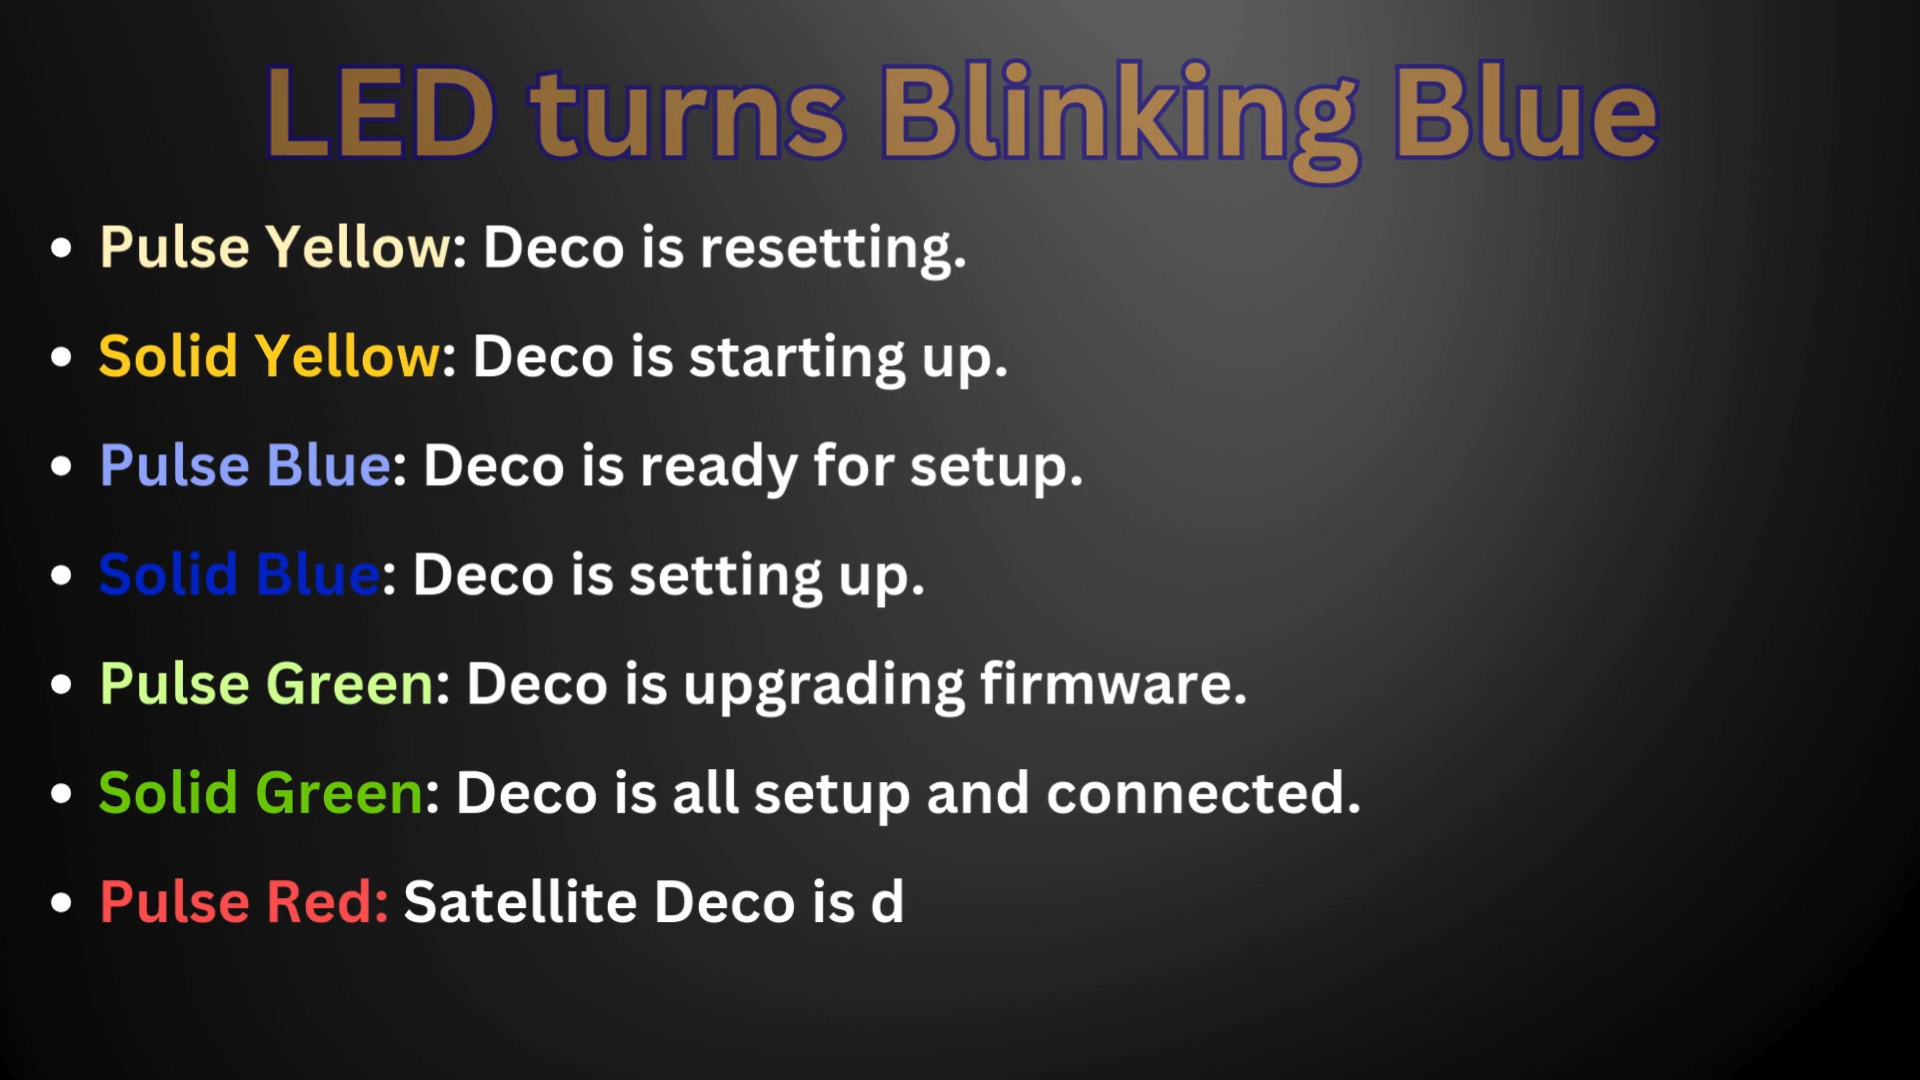 LED turns Blinking Blue
• Pulse Yellow: Deco is resetting.
• Solid Yellow: Deco is starting up.
• Pulse Blue: Deco is ready for setup.
• Solid Blue: Deco is setting up.
• Pulse Green: Deco is upgrading firmware.
• Solid Green: Deco is all setup and connected.
• Pulse Red: Satellite Deco is d